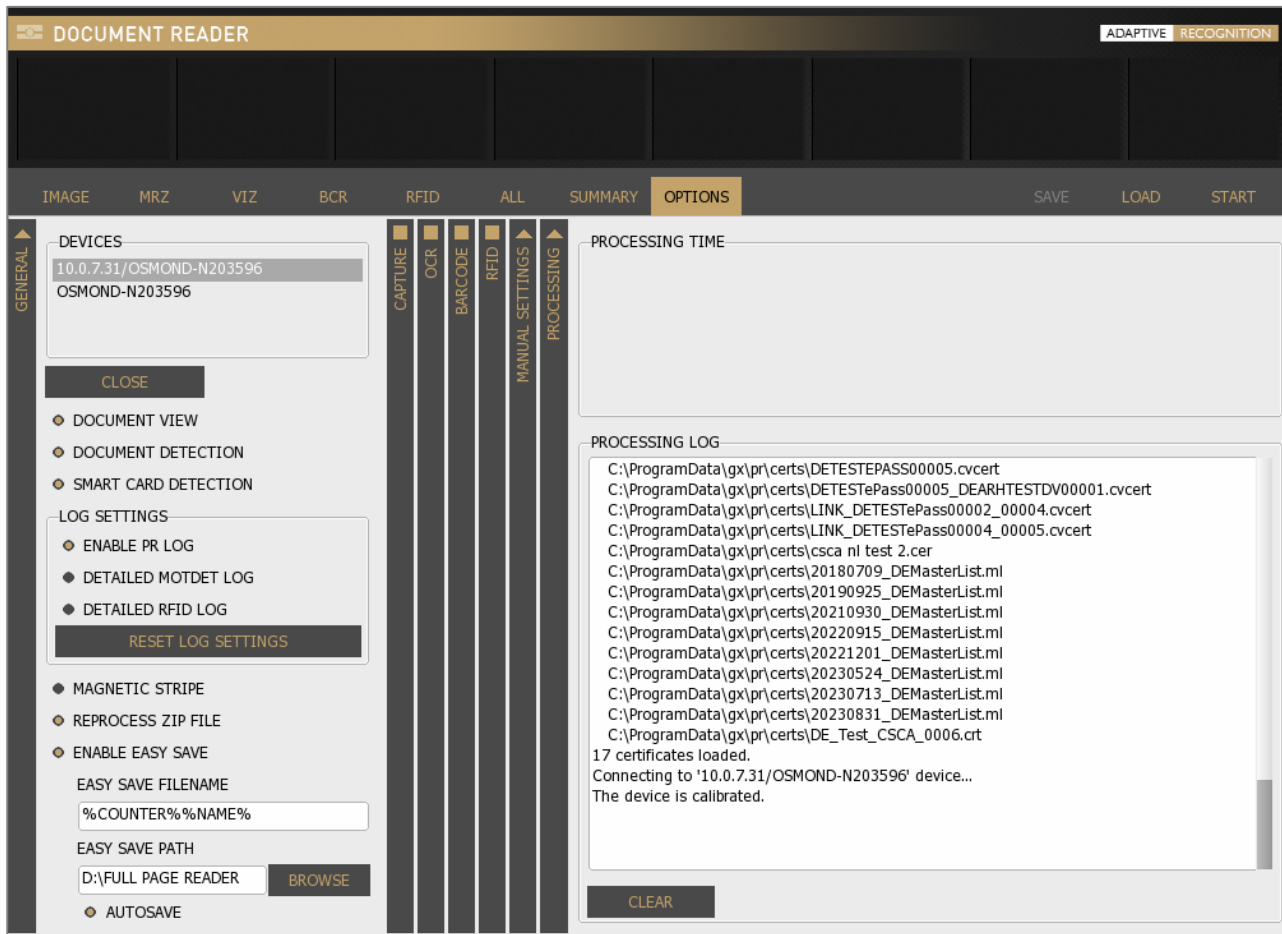 DOCUMENT READER
ADAPTIVE RECOGNITION
IMAGE MRZ VIZ BCR RFID ALL SUMMARY OPTIONS SAVE LOAD START
GENERAL
DEVICES
10.0.7.31/OSMOND-N203596
OSMOND-N203596
CLOSE
DOCUMENT VIEW
DOCUMENT DETECTION
SMART CARD DETECTION
LOG SETTINGS
ENABLE PR LOG
DETAILED MOTDET LOG
DETAILED RFID LOG
RESET LOG SETTINGS
MAGNETIC STRIPE
REPROCESS ZIP FILE
ENABLE EASY SAVE
EASY SAVE FILENAME
%COUNTER%%NAME%
EASY SAVE PATH
D:\FULL PAGE READER
BROWSE
AUTOSAVE
CAPTURE
OCR
BARCODE
RFID
MANUAL SETTINGS
PROCESSING
PROCESSING TIME
PROCESSING LOG
C:\ProgramData\gx\pr\certs\DETESTEPASS00005.cvcert
C:\ProgramData\gx\pr\certs\DETESTePass00005_DEARHTESTDV00001.cvcert
C:\ProgramData\gx\pr\certs\LINK_DETESTePass00002_00004.cvcert
C:\ProgramData\gx\pr\certs\LINK_DETESTePass00004_00005.cvcert
C:\ProgramData\gx\pr\certs\csca nl test 2.cer
C:\ProgramData\gx\pr\certs\20180709_DEMasterList.ml
C:\ProgramData\gx\pr\certs\20190925_DEMasterList.ml
C:\ProgramData\gx\pr\certs\20210930_DEMasterList.ml
C:\ProgramData\gx\pr\certs\20220915_DEMasterList.ml
C:\ProgramData\gx\pr\certs\20221201_DEMasterList.ml
C:\ProgramData\gx\pr\certs\20230524_DEMasterList.ml
C:\ProgramData\gx\pr\certs\20230713_DEMasterList.ml
C:\ProgramData\gx\pr\certs\20230831_DEMasterList.ml
C:\ProgramData\gx\pr\certs\DE_Test_CSCA_0006.crt
17 certificates loaded.
Connecting to '10.0.7.31/OSMOND-N203596' device...
The device is calibrated.
CLEAR